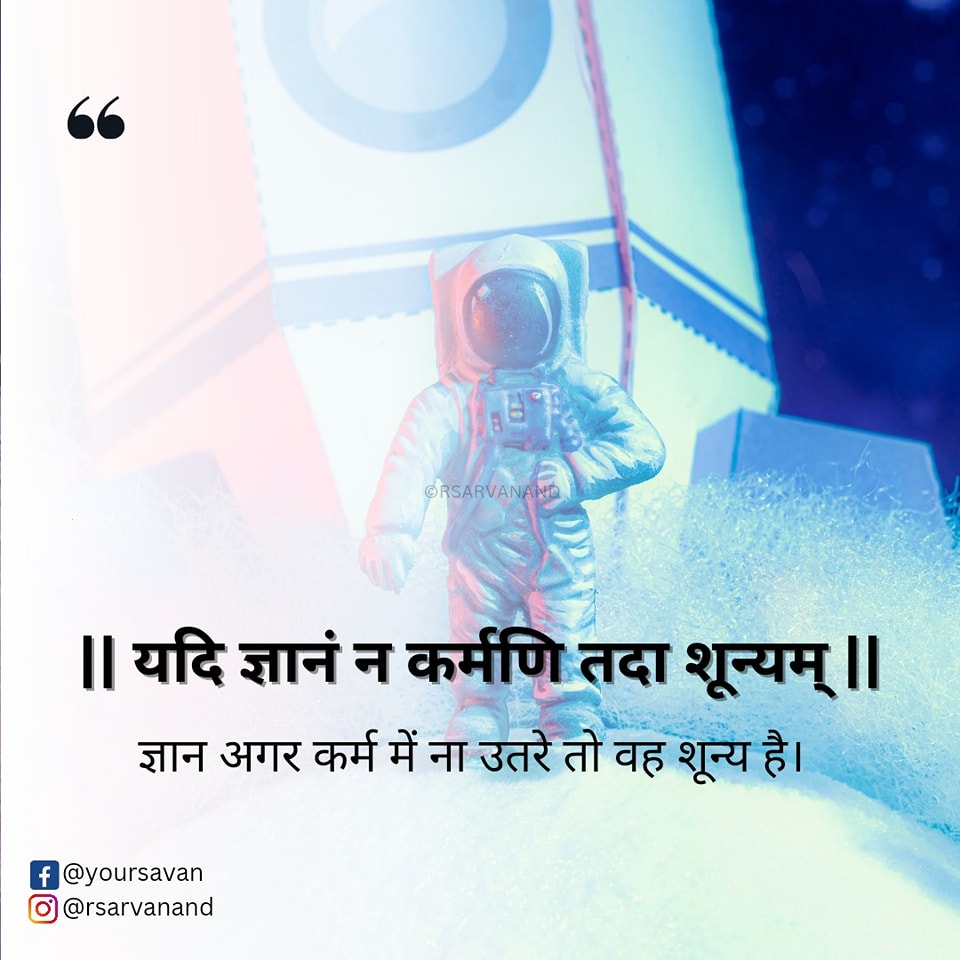 ❝
©RSARVANAND
|| यदि ज्ञानं न कर्मणि तदा शून्यम् ||
ज्ञान अगर कर्म में ना उतरे तो वह शून्य है।
@yoursavan
@rsarvanand